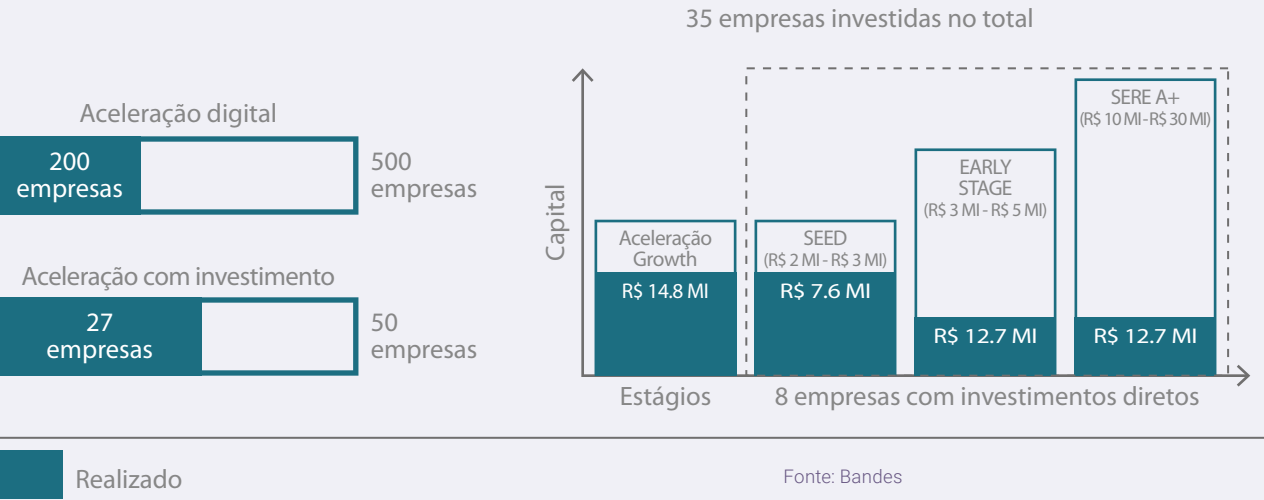 35 empresas investidas no total
Aceleração digital
200
empresas
500
empresas
Aceleração com investimento
27
empresas
50
empresas
Capital
Aceleração
Growth
R$ 14.8 MI
SEED
(R$ 2 MI - R$ 3 MI)
R$ 7.6 MI
EARLY
STAGE
(R$ 3 MI - R$ 5 MI)
R$ 12.7 MI
SERE A+
(R$ 10 MI - R$ 30 MI)
R$ 12.7 MI
Estágios
8 empresas com investimentos diretos
Realizado
Fonte: Bandes